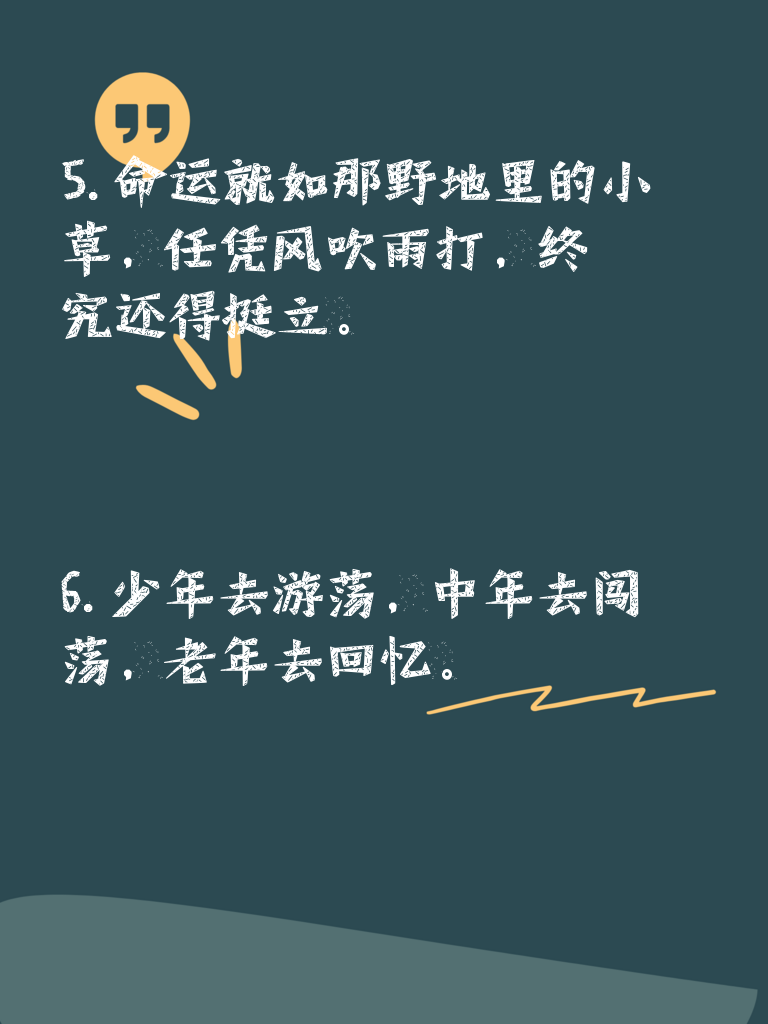 5. 命运就如那野地里的小
草，任凭风吹雨打，终
究还得挺立。
6. 少年去游荡，中年去闯
荡，老年去回忆。